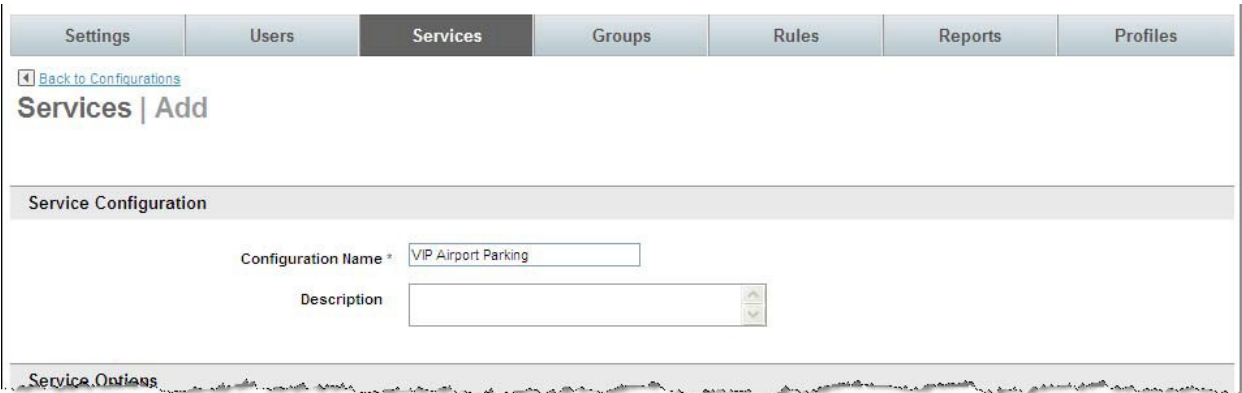 Settings Users Services Groups Rules Reports Profiles
Back to Configurations
Services | Add
Service Configuration
Configuration Name * VIP Airport Parking
Description
Service Options